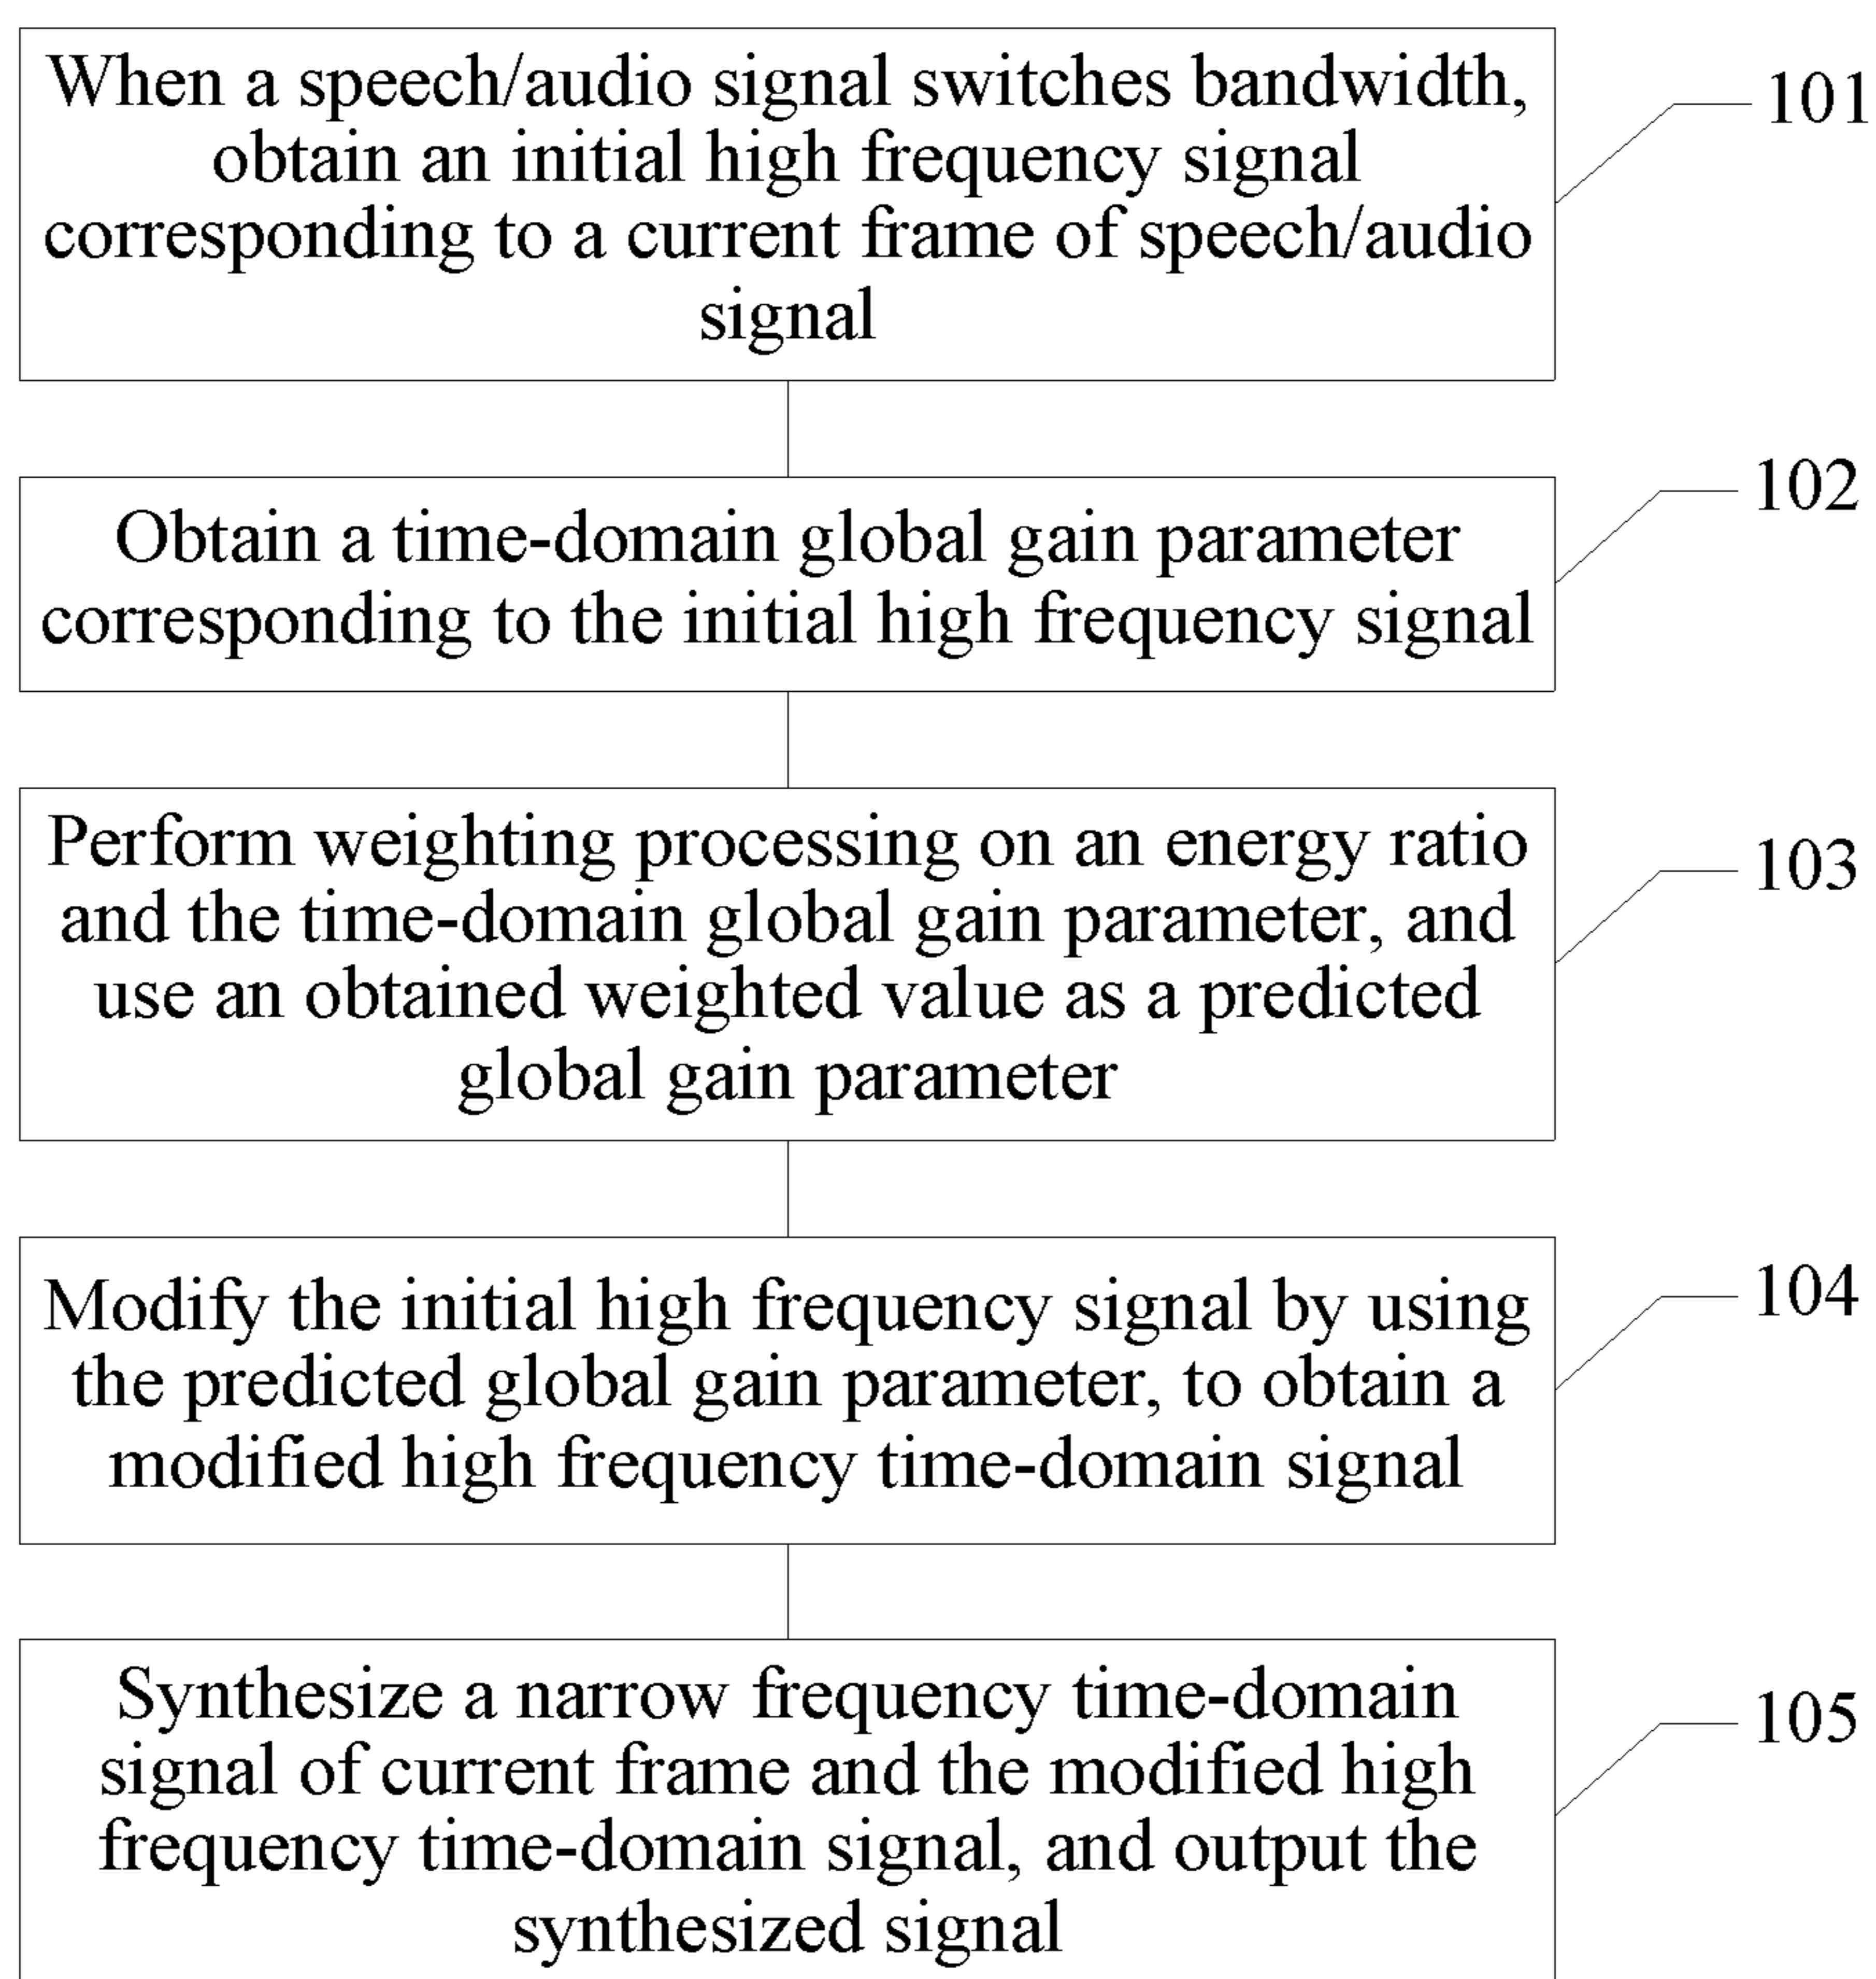 When a speech/audio signal switches bandwidth,
obtain an initial high frequency signal
corresponding to a current frame of speech/audio
signal
101
Obtain a time-domain global gain parameter
corresponding to the initial high frequency signal
102
Perform weighting processing on an energy ratio
and the time-domain global gain parameter, and
use an obtained weighted value as a predicted
global gain parameter
103
Modify the initial high frequency signal by using
the predicted global gain parameter, to obtain a
modified high frequency time-domain signal
104
Synthesize a narrow frequency time-domain
signal of current frame and the modified high
frequency time-domain signal, and output the
synthesized signal
105